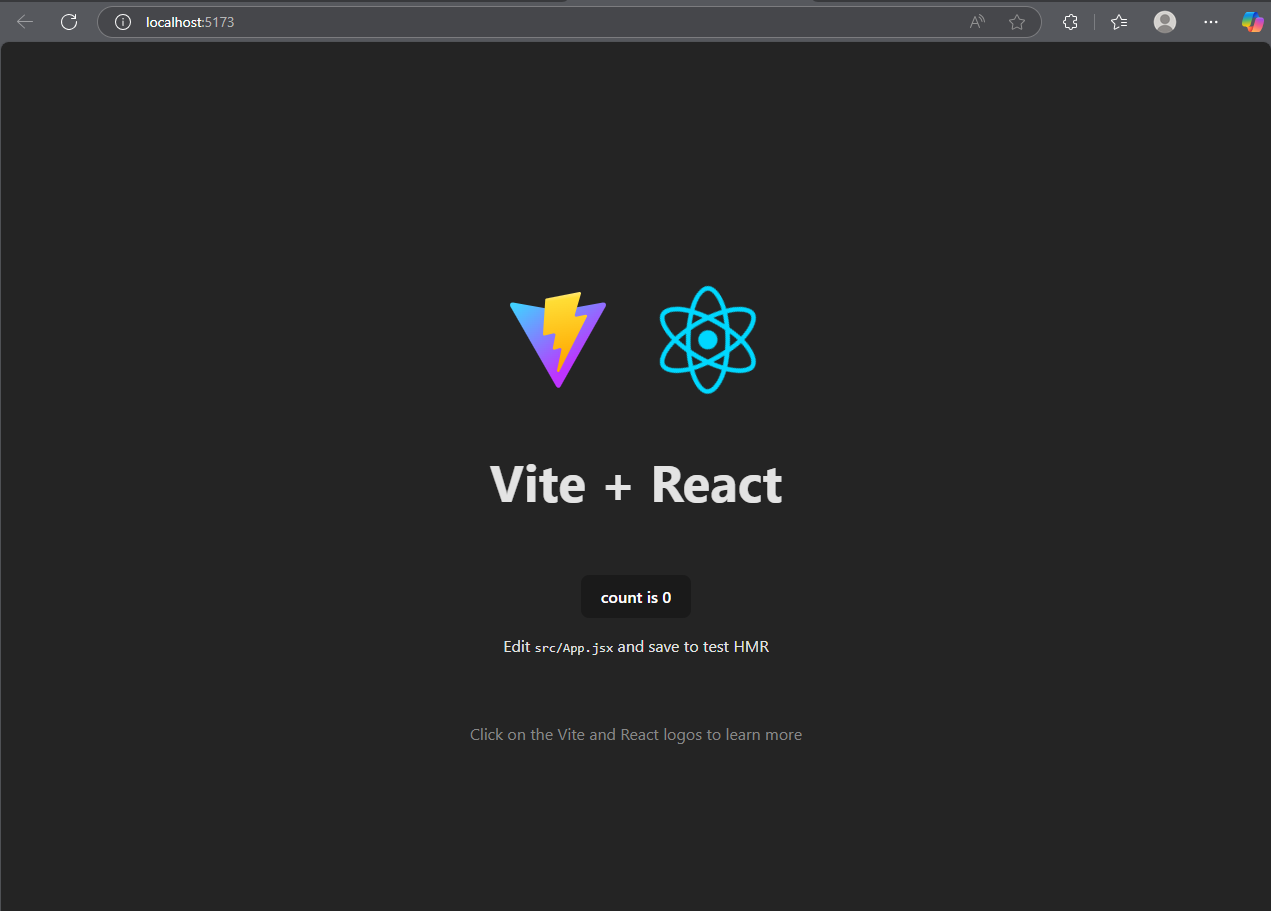 localhost:5173
Vite + React
count is 0
Edit src/App.jsx and save to test HMR
Click on the Vite and React logos to learn more